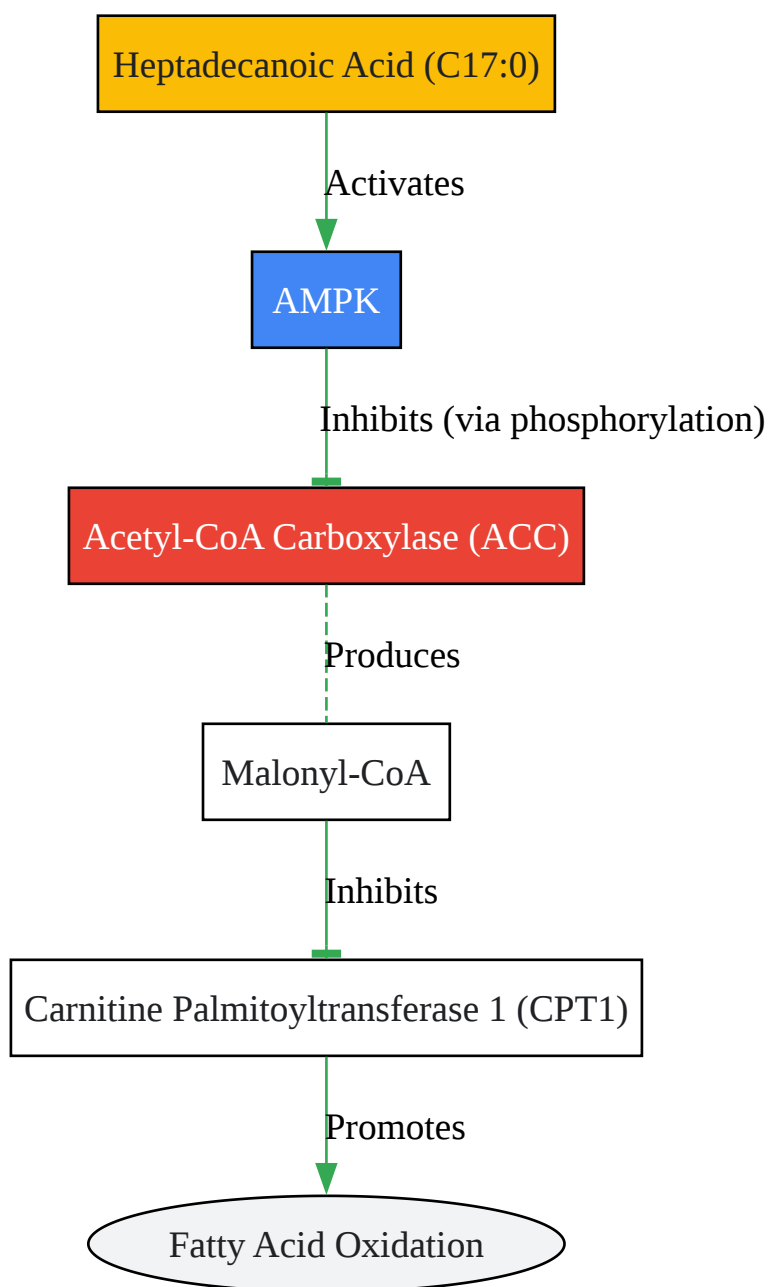 Heptadecanoic Acid (C17:0)
Activates
AMPK
Inhibits (via phosphorylation)
Acetyl-CoA Carboxylase (ACC)
Produces
Malonyl-CoA
Inhibits
Carnitine Palmitoyltransferase 1 (CPT1)
Promotes
Fatty Acid Oxidation